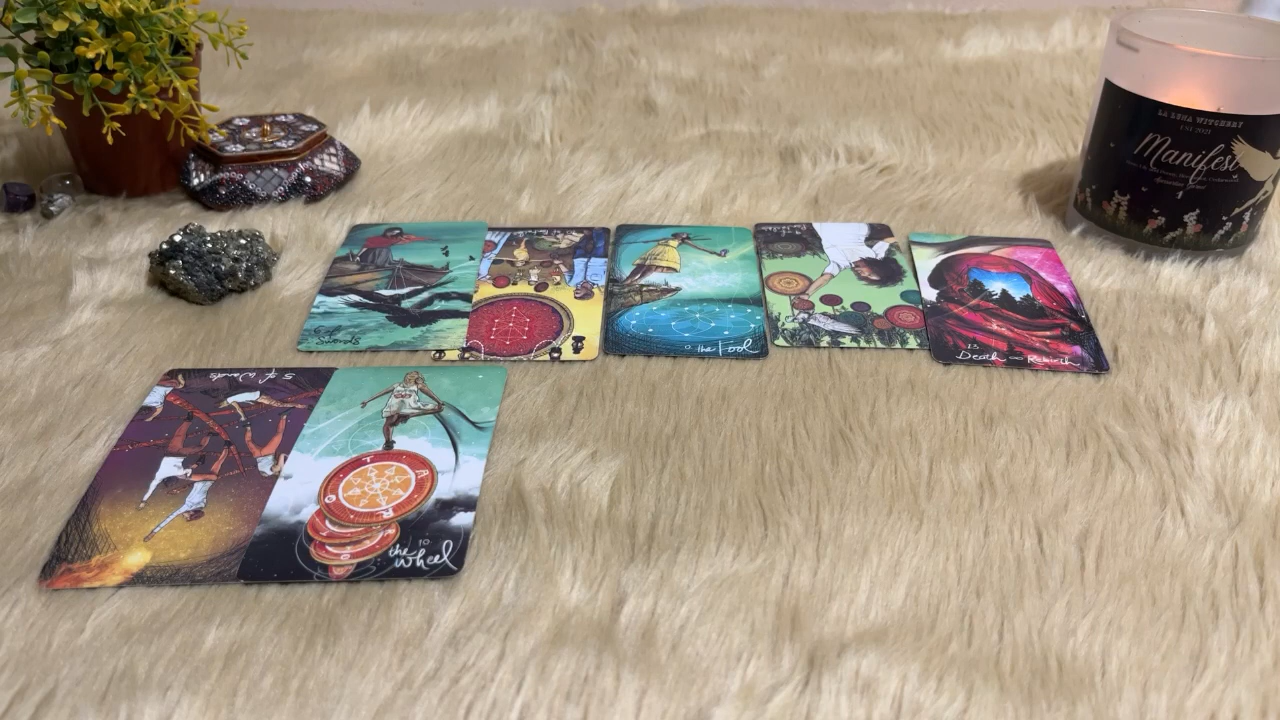 LA LUNA WITCHERY
EST 2021
Manifest
6 of
Swords
0 the Fool
13
Death ∞ Rebirth
5 of Wands
T A R O
10
the
Wheel